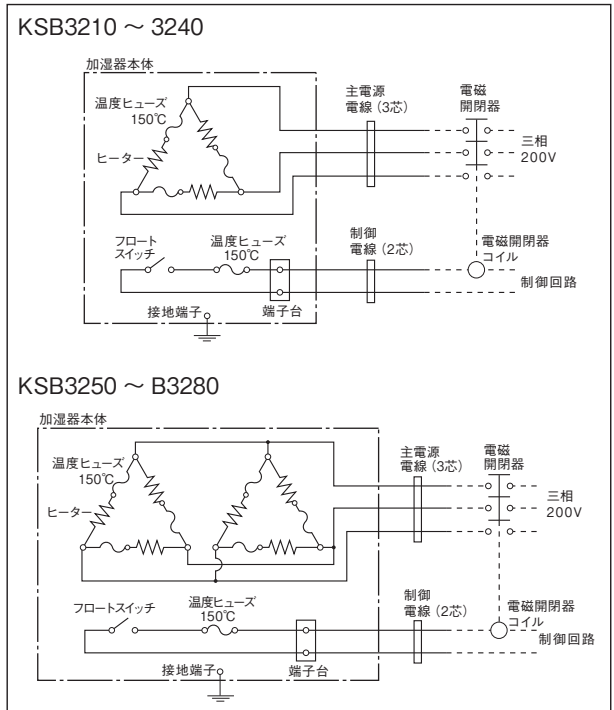 KSB3210 ～ 3240
加湿器本体
温度ヒューズ
150℃
ヒーター
主電源
電線（3芯）
電磁
開閉器
三相
200V
フロート
スイッチ
温度ヒューズ
150℃
制御
電線（2芯）
電磁開閉器
コイル
制御回路
接地端子
端子台
KSB3250 ～ B3280
加湿器本体
温度ヒューズ
150℃
ヒーター
主電源
電線（3芯）
電磁
開閉器
三相
200V
フロートスイッチ
温度ヒューズ
150℃
制御
電線（2芯）
電磁開閉器
コイル
制御回路
接地端子
端子台